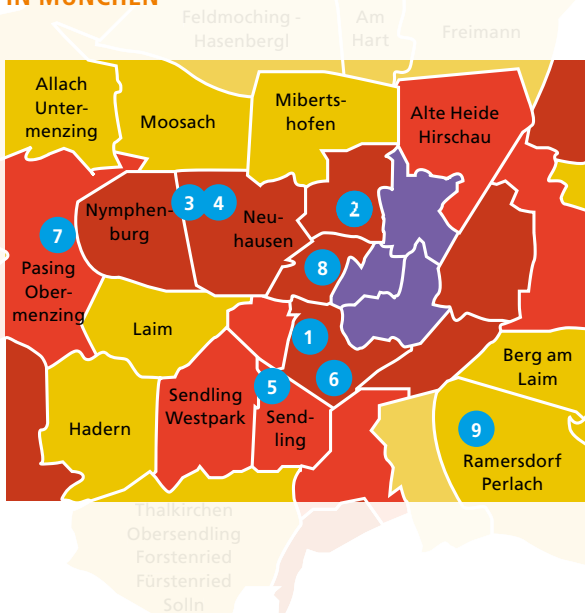 IN MÜNCHEN
Feldmoching -
Hasenbergl
Am
Hart
Freimann
Allach
Unter-
menzing
Moosach
Miberts-
hofen
Alte Heide
Hirschau
Nymphen-
burg
3
4
Neu-
hausen
2
7
Pasing
Ober-
menzing
8
Laim
1
Berg am
Laim
5
6
Sendling
Westpark
Send-
ling
Hadern
9
Ramersdorf
Perlach
Thalkirchen
Obersendling
Forstenried
Fürstenried
Solln